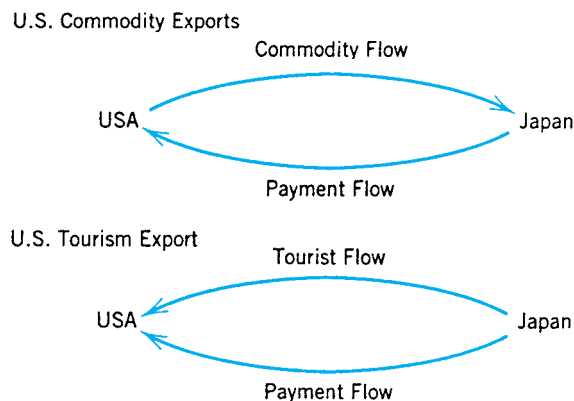 U.S. Commodity Exports
Commodity Flow
USA
Japan
Payment Flow
U.S. Tourism Export
Tourist Flow
USA
Japan
Payment Flow